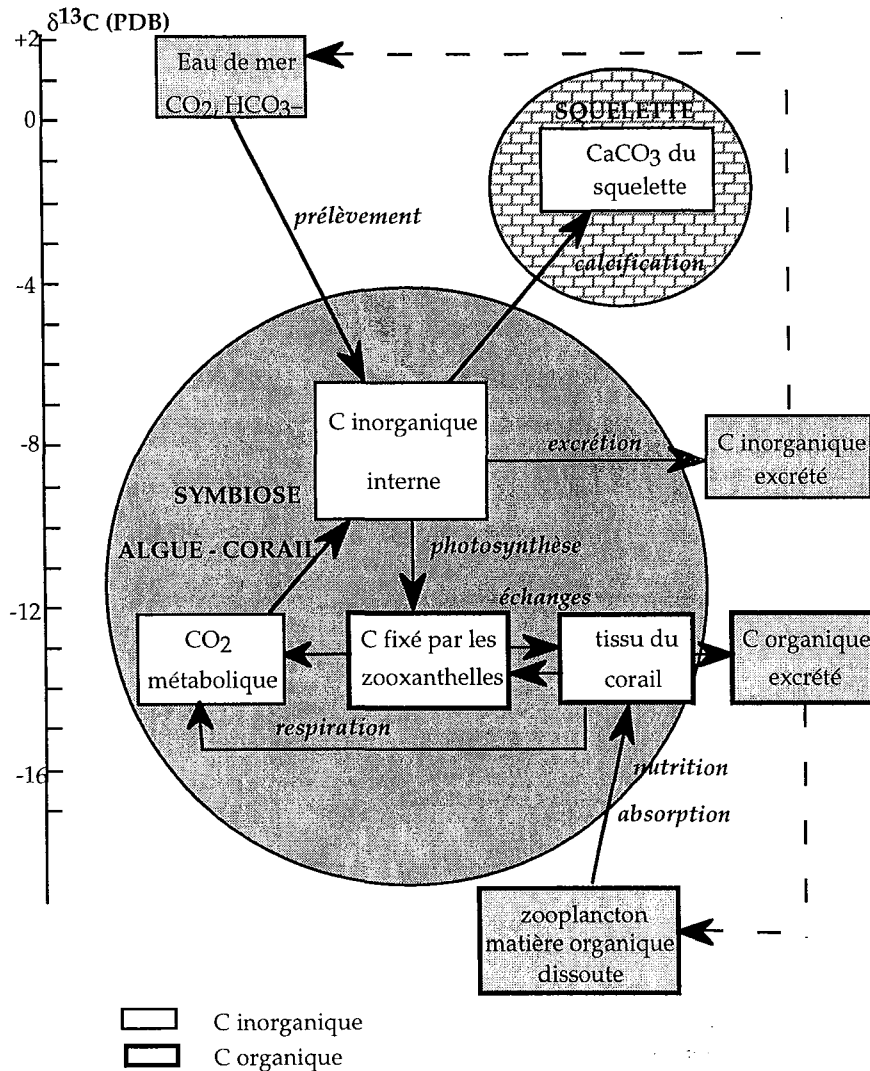 δ13C (PDB)
+2
0
-4
-8
-12
-16
Eau de mer
CO2, HCO3–
prélèvement
SQUELETTE
CaCO3 du
squelette
calcification
C inorganique
interne
excrétion
C inorganique
excrété
SYMBIOSE
ALGUE - CORAIL
photosynthèse
échanges
CO2
métabolique
C fixé par les
zooxanthelles
tissu du
corail
C organique
excrété
respiration
nutrition
absorption
zooplancton
matière organique
dissoute
C inorganique
C organique